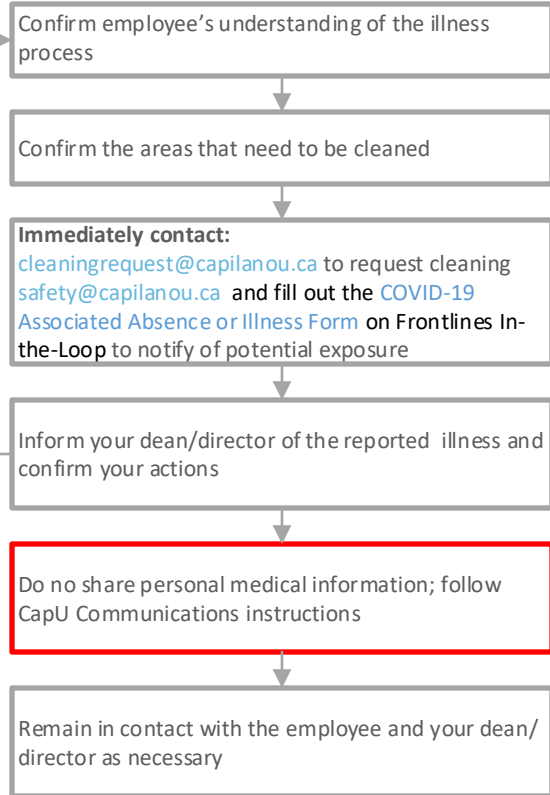 Confirm employee's understanding of the illness
process
Confirm the areas that need to be cleaned
Immediately contact:
cleaningrequest@capilanou.ca to request cleaning
safety@capilanou.ca and fill out the COVID-19
Associated Absence or Illness Form on Frontlines In-
the-Loop to notify of potential exposure
Inform your dean/director of the reported illness and
confirm your actions
Do no share personal medical information; follow
CapU Communications instructions
Remain in contact with the employee and your dean/
director as necessary